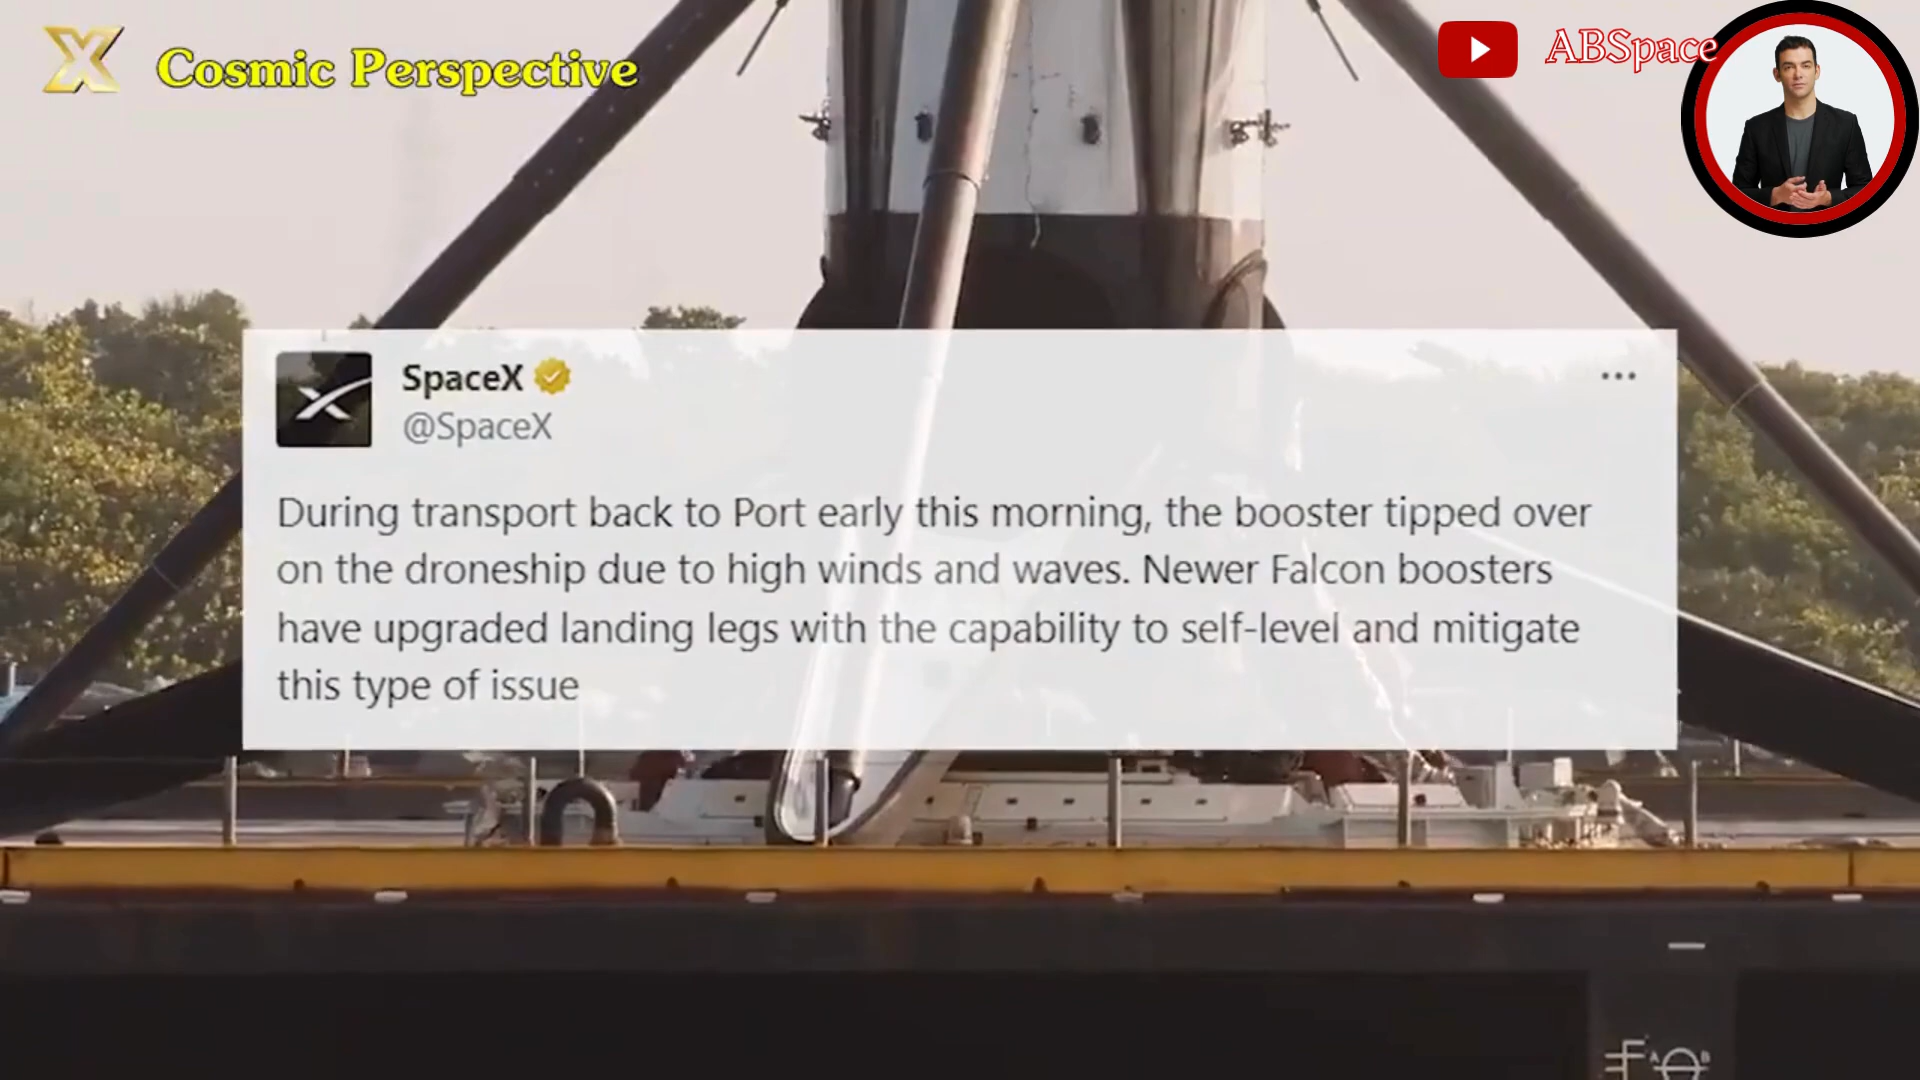 Cosmic Perspective
ABSpace
SpaceX
@SpaceX
During transport back to Port early this morning, the booster tipped over
on the droneship due to high winds and waves. Newer Falcon boosters
have upgraded landing legs with the capability to self-level and mitigate
this type of issue
A B